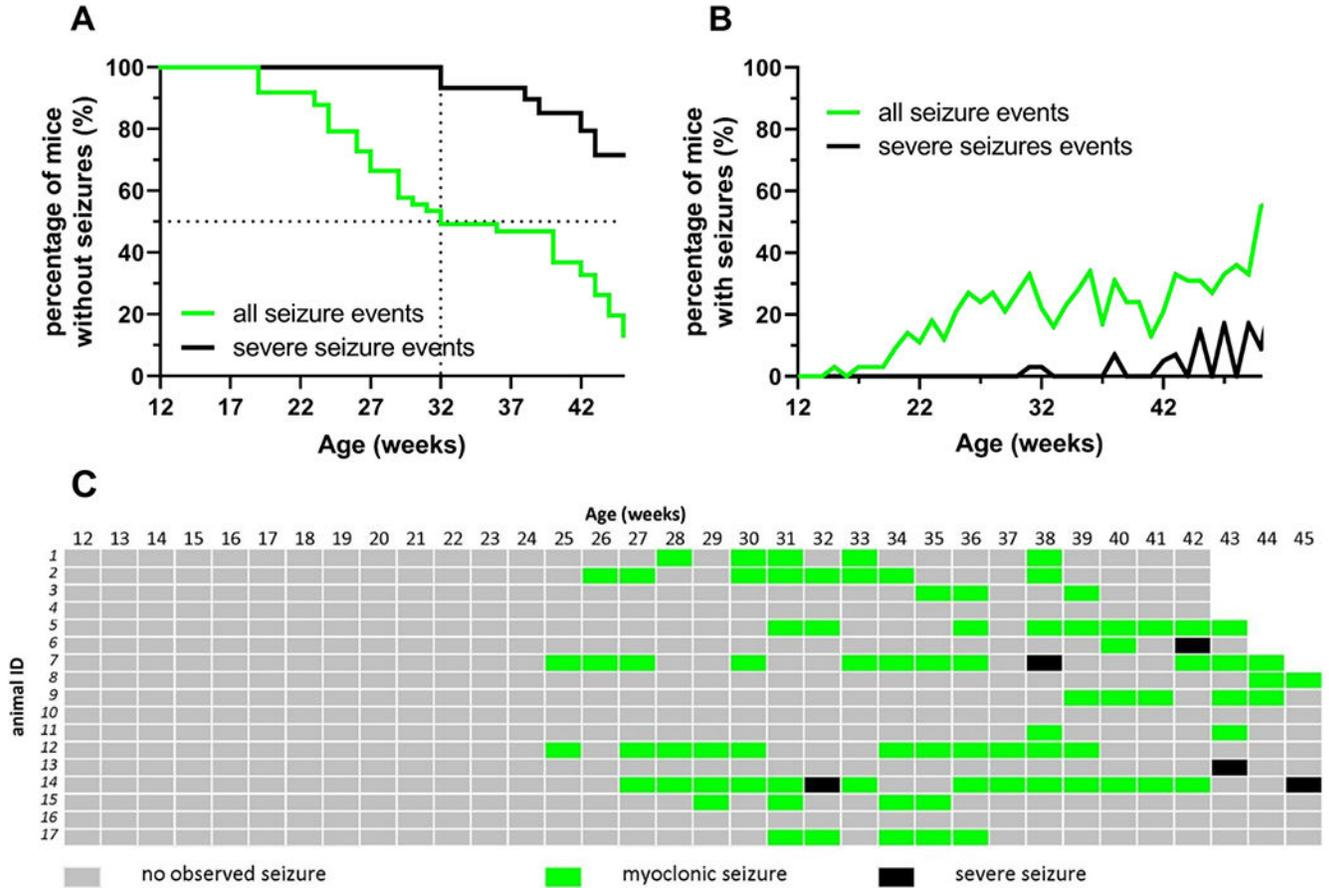 A
percentage of mice
without seizures (%)
100
80
60
40
20
0
12 17 22 27 32 37 42
Age (weeks)
all seizure events
severe seizure events
B
percentage of mice
with seizures (%)
100
80
60
40
20
0
12 22 32 42
Age (weeks)
all seizure events
severe seizures events
C
Age (weeks)
12 13 14 15 16 17 18 19 20 21 22 23 24 25 26 27 28 29 30 31 32 33 34 35 36 37 38 39 40 41 42 43 44 45
animal ID
1
2
3
4
5
6
7
8
9
10
11
12
13
14
15
16
17
no observed seizure myoclonic seizure severe seizure